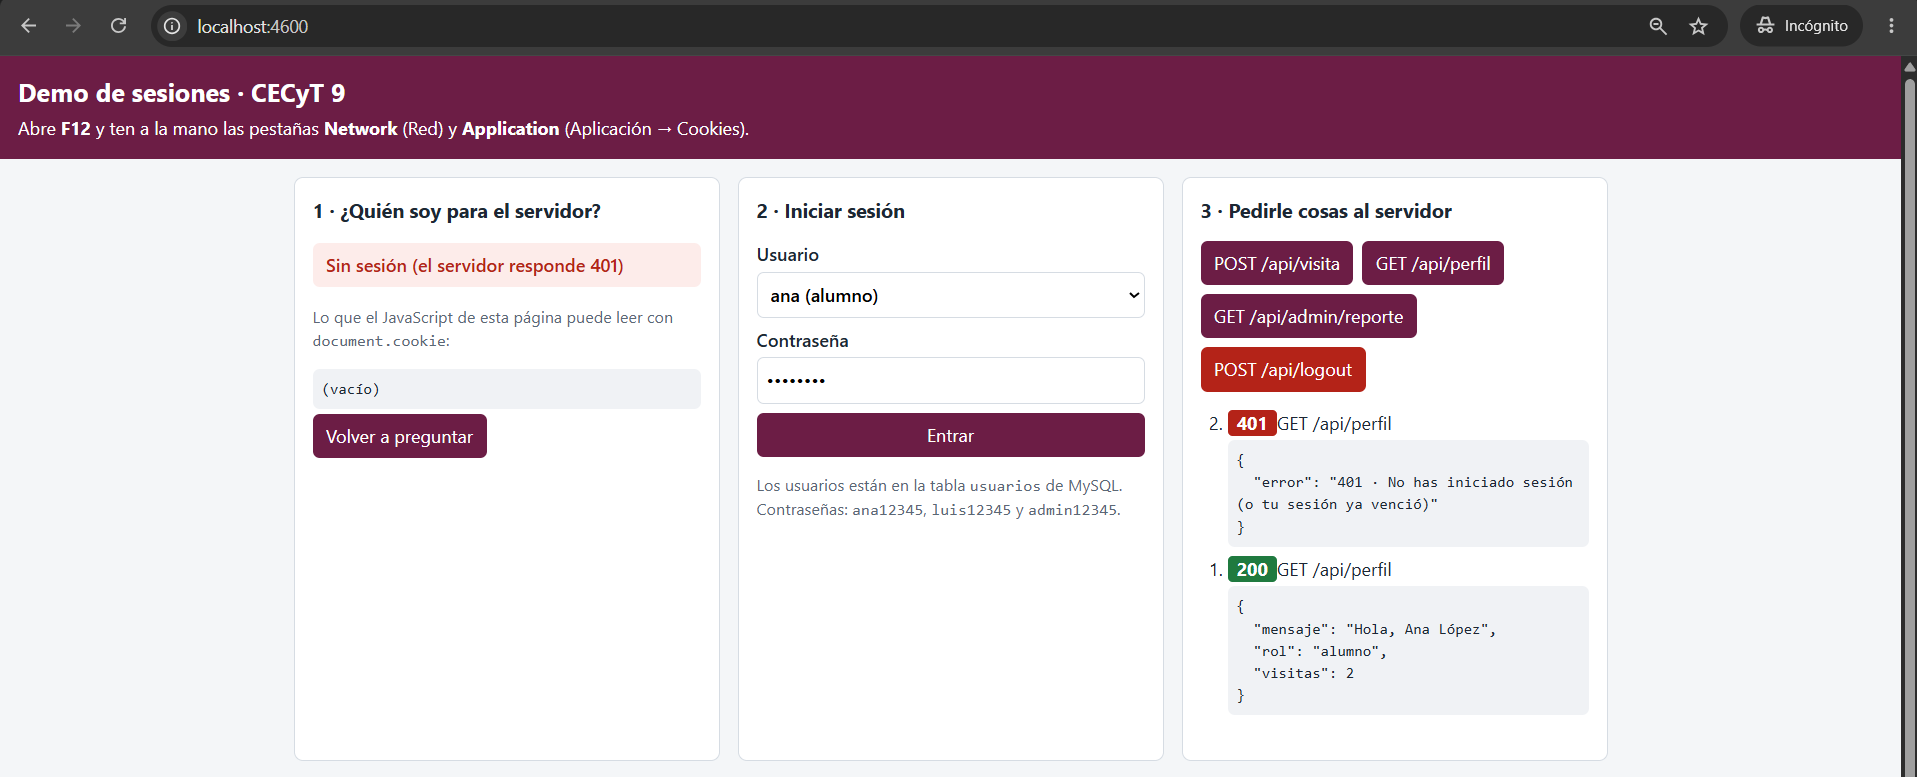 localhost:4600
Incógnito
Demo de sesiones · CECyT 9
Abre F12 y ten a la mano las pestañas Network (Red) y Application (Aplicación → Cookies).
1 · ¿Quién soy para el servidor?
Sin sesión (el servidor responde 401)
Lo que el JavaScript de esta página puede leer con
document.cookie:
(vacío)
Volver a preguntar
2 · Iniciar sesión
Usuario
ana (alumno)
Contraseña
••••••••
Entrar
Los usuarios están en la tabla usuarios de MySQL.
Contraseñas: ana12345, luis12345 y admin12345.
3 · Pedirle cosas al servidor
POST /api/visita
GET /api/perfil
GET /api/admin/reporte
POST /api/logout
2. 401 GET /api/perfil
{
"error": "401 · No has iniciado sesión
(o tu sesión ya venció)"
}
1. 200 GET /api/perfil
{
"mensaje": "Hola, Ana López",
"rol": "alumno",
"visitas": 2
}